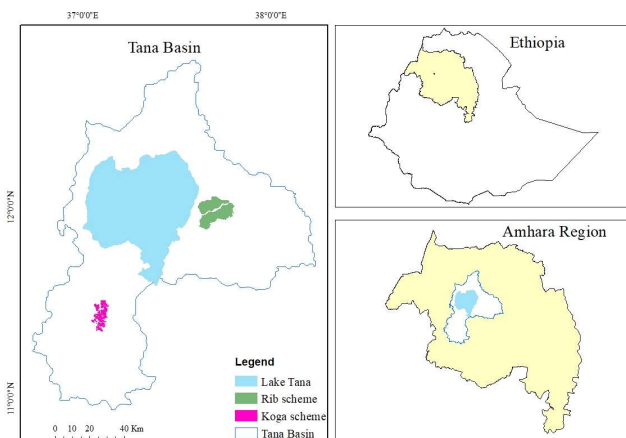 37°0'0"E
38°0'0"E
Tana Basin
12°0'0"N
11°0'0"N
Legend
Lake Tana
Rib scheme
Koga scheme
Tana Basin
0 10 20 40 Km
Ethiopia
Amhara Region